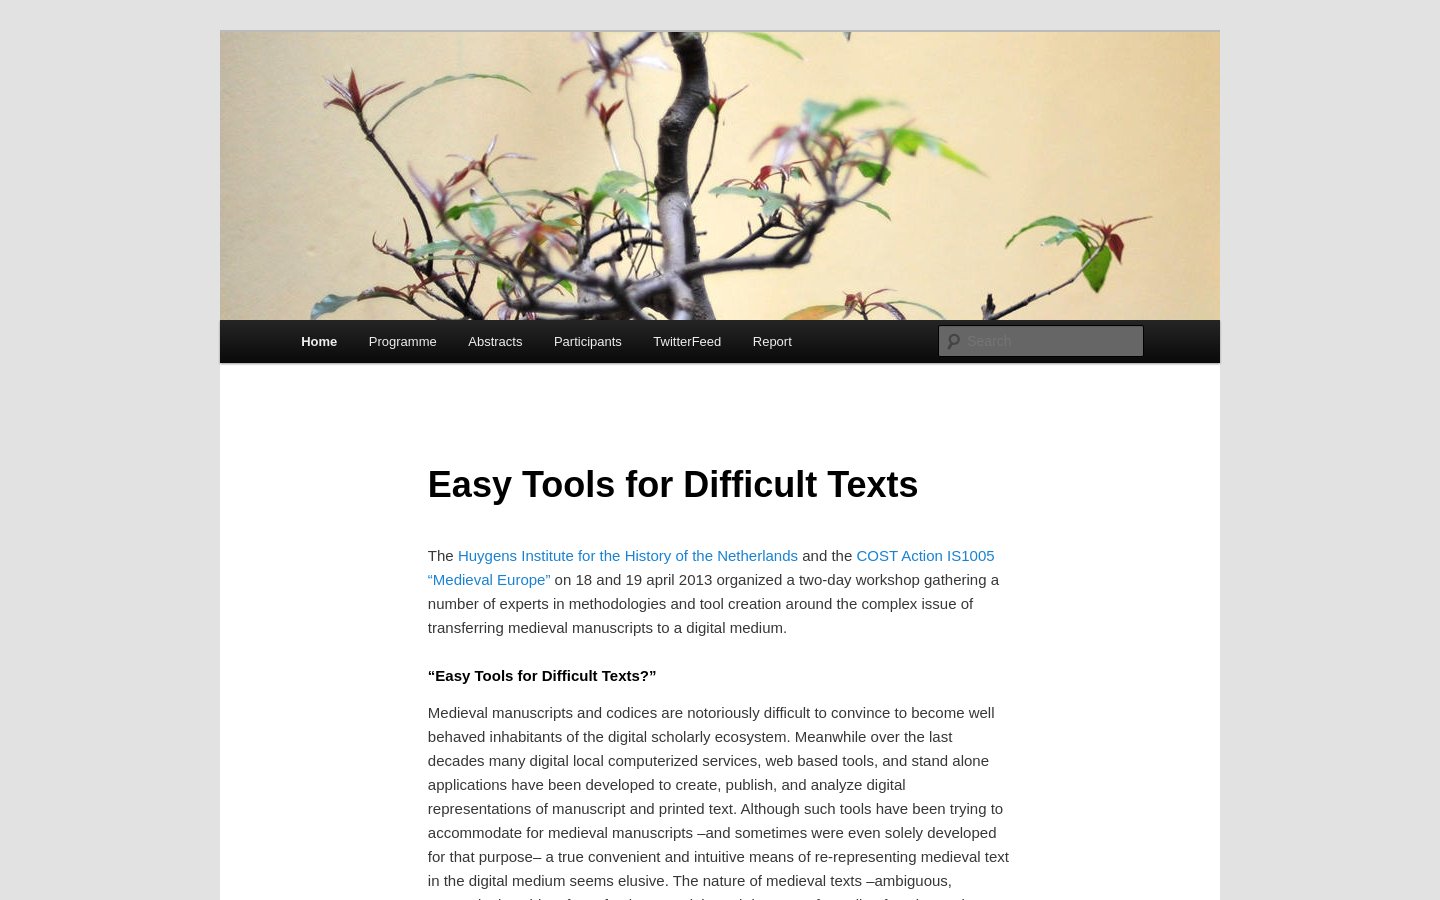 Home Programme Abstracts Participants TwitterFeed Report Search
Easy Tools for Difficult Texts
The Huygens Institute for the History of the Netherlands and the COST Action IS1005
“Medieval Europe” on 18 and 19 april 2013 organized a two-day workshop gathering a
number of experts in methodologies and tool creation around the complex issue of
transferring medieval manuscripts to a digital medium.
“Easy Tools for Difficult Texts?”
Medieval manuscripts and codices are notoriously difficult to convince to become well
behaved inhabitants of the digital scholarly ecosystem. Meanwhile over the last
decades many digital local computerized services, web based tools, and stand alone
applications have been developed to create, publish, and analyze digital
representations of manuscript and printed text. Although such tools have been trying to
accommodate for medieval manuscripts –and sometimes were even solely developed
for that purpose– a true convenient and intuitive means of re-representing medieval text
in the digital medium seems elusive. The nature of medieval texts –ambiguous,